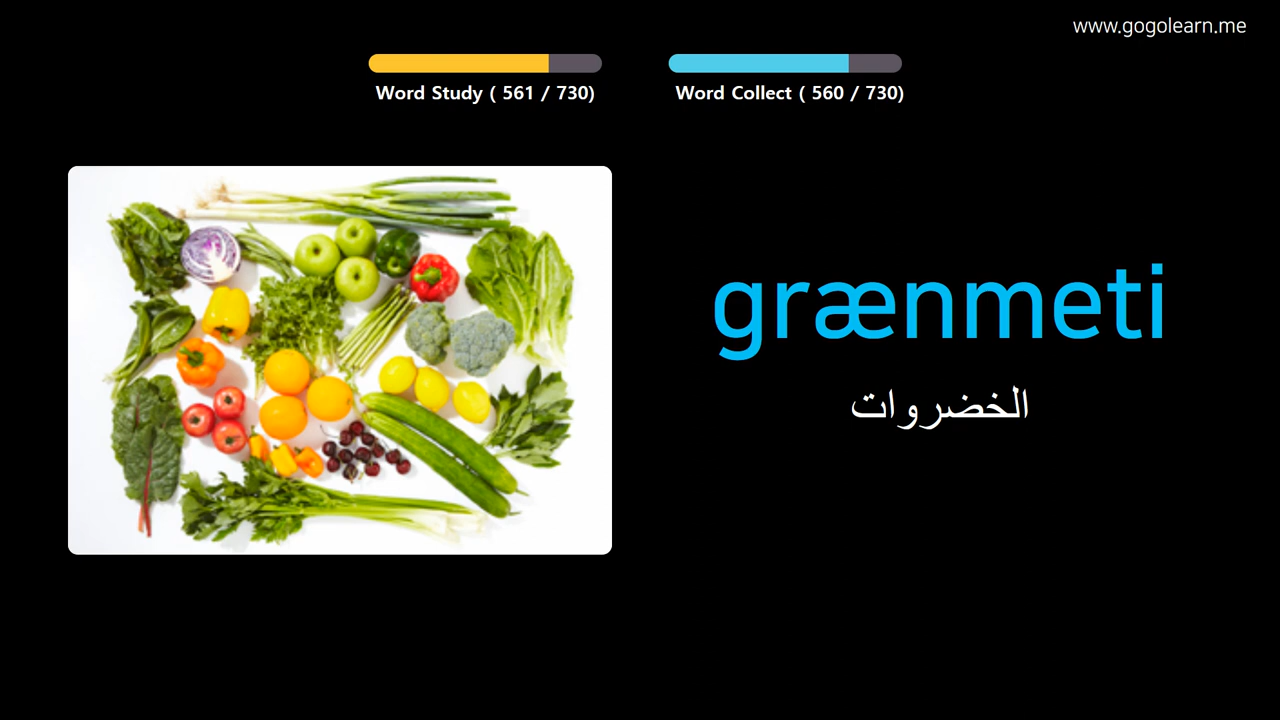 www.gogolearn.me
Word Study ( 561 / 730)
Word Collect ( 560 / 730)
grænmeti
الخضروات